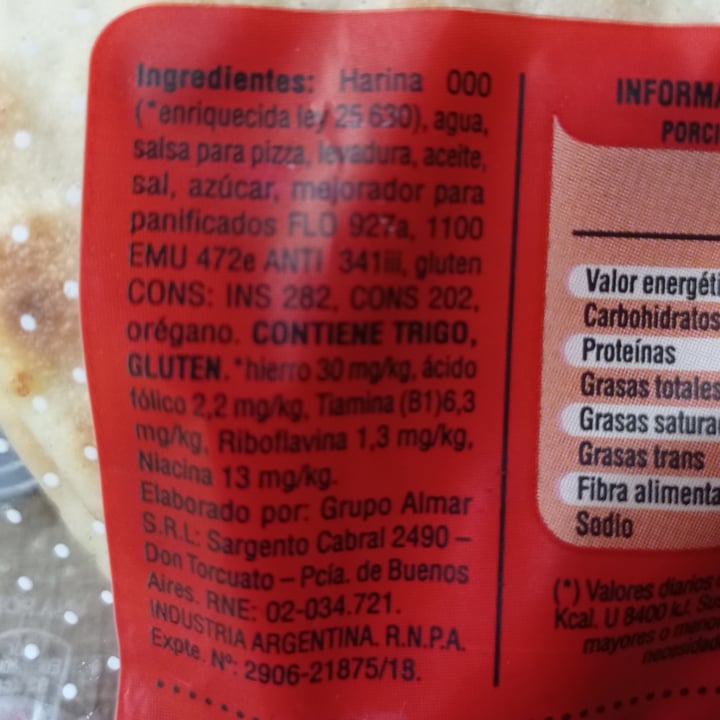 Ingredientes: Harina 000
(*enriquecida ley 25 630), agua,
salsa para pizza, levadura, aceite,
sal, azúcar, mejorador para
panificados FLO 927a, 1100
EMU 472e ANTI 341iii, gluten
CONS: INS 282, CONS 202,
orégano. CONTIENE TRIGO,
GLUTEN. *hierro 30 mg/kg, ácido
fólico 2,2 mg/kg, Tiamina (B1)6,3
mg/kg, Riboflavina 1,3 mg/kg,
Niacina 13 mg/kg.
Elaborado por: Grupo Almar
S.R.L: Sargento Cabral 2490 –
Don Torcuato – Pcía. de Buenos
Aires. RNE: 02-034.721.
INDUSTRIA ARGENTINA. R.N.P.A.
Expte. Nº: 2906-21875/18.
INFORMA
PORCI
Valor energéti
Carbohidratos
Proteínas
Grasas totales
Grasas satura
Grasas trans
Fibra alimenta
Sodio
(*) Valores diarios
Kcal. U 8400 kJ. Su
mayores o meno
necesidad